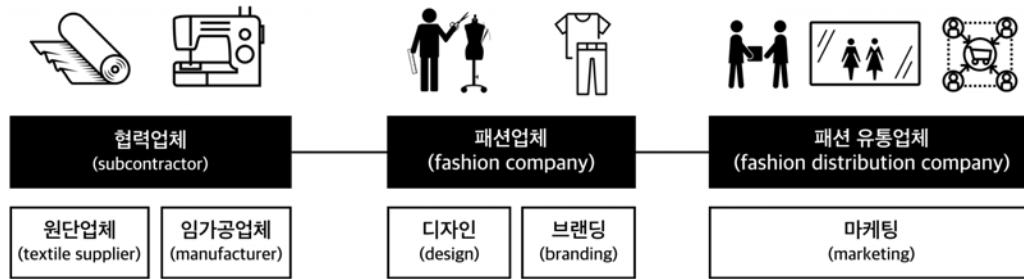 협력업체
(subcontractor)
패션업체
(fashion company)
패션 유통업체
(fashion distribution company)
원단업체
(textile supplier)
임가공업체
(manufacturer)
디자인
(design)
브랜딩
(branding)
마케팅
(marketing)